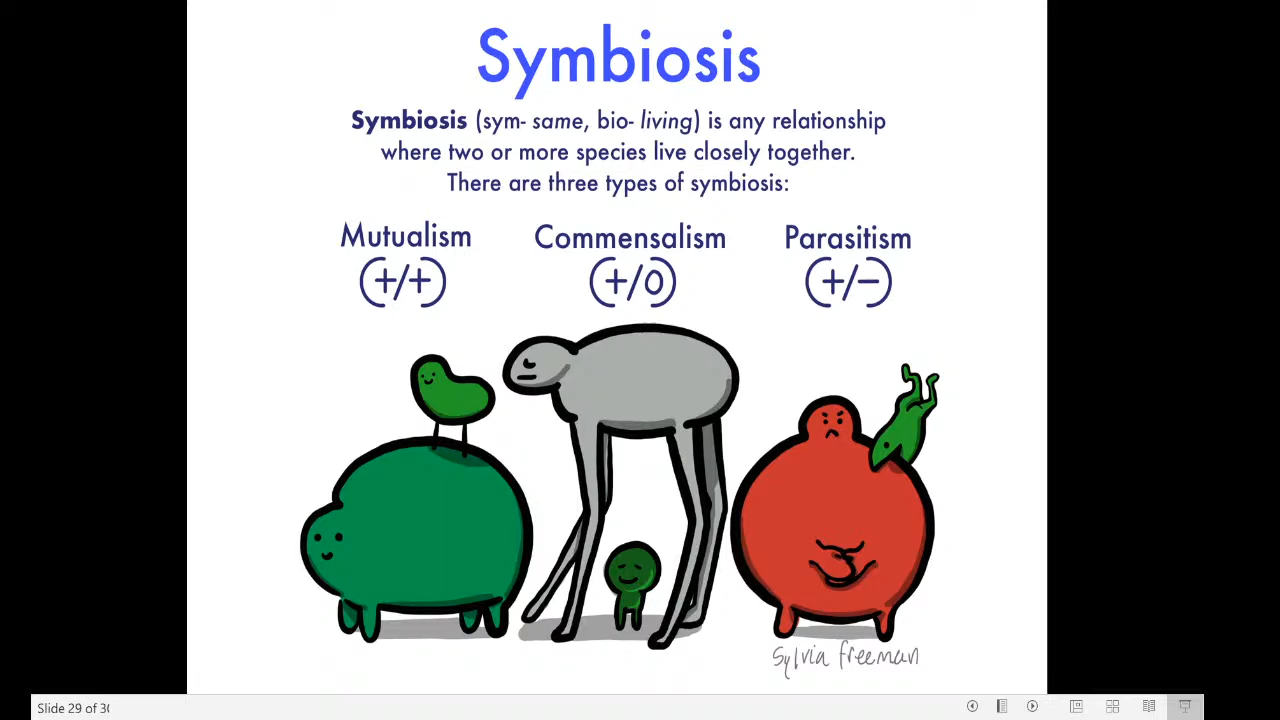 Symbiosis
Symbiosis (sym- same, bio- living) is any relationship
where two or more species live closely together.
There are three types of symbiosis:
Mutualism
(+/+)
Commensalism
(+/0)
Parasitism
(+/−)
Sylvia Freeman
Slide 29 of 30